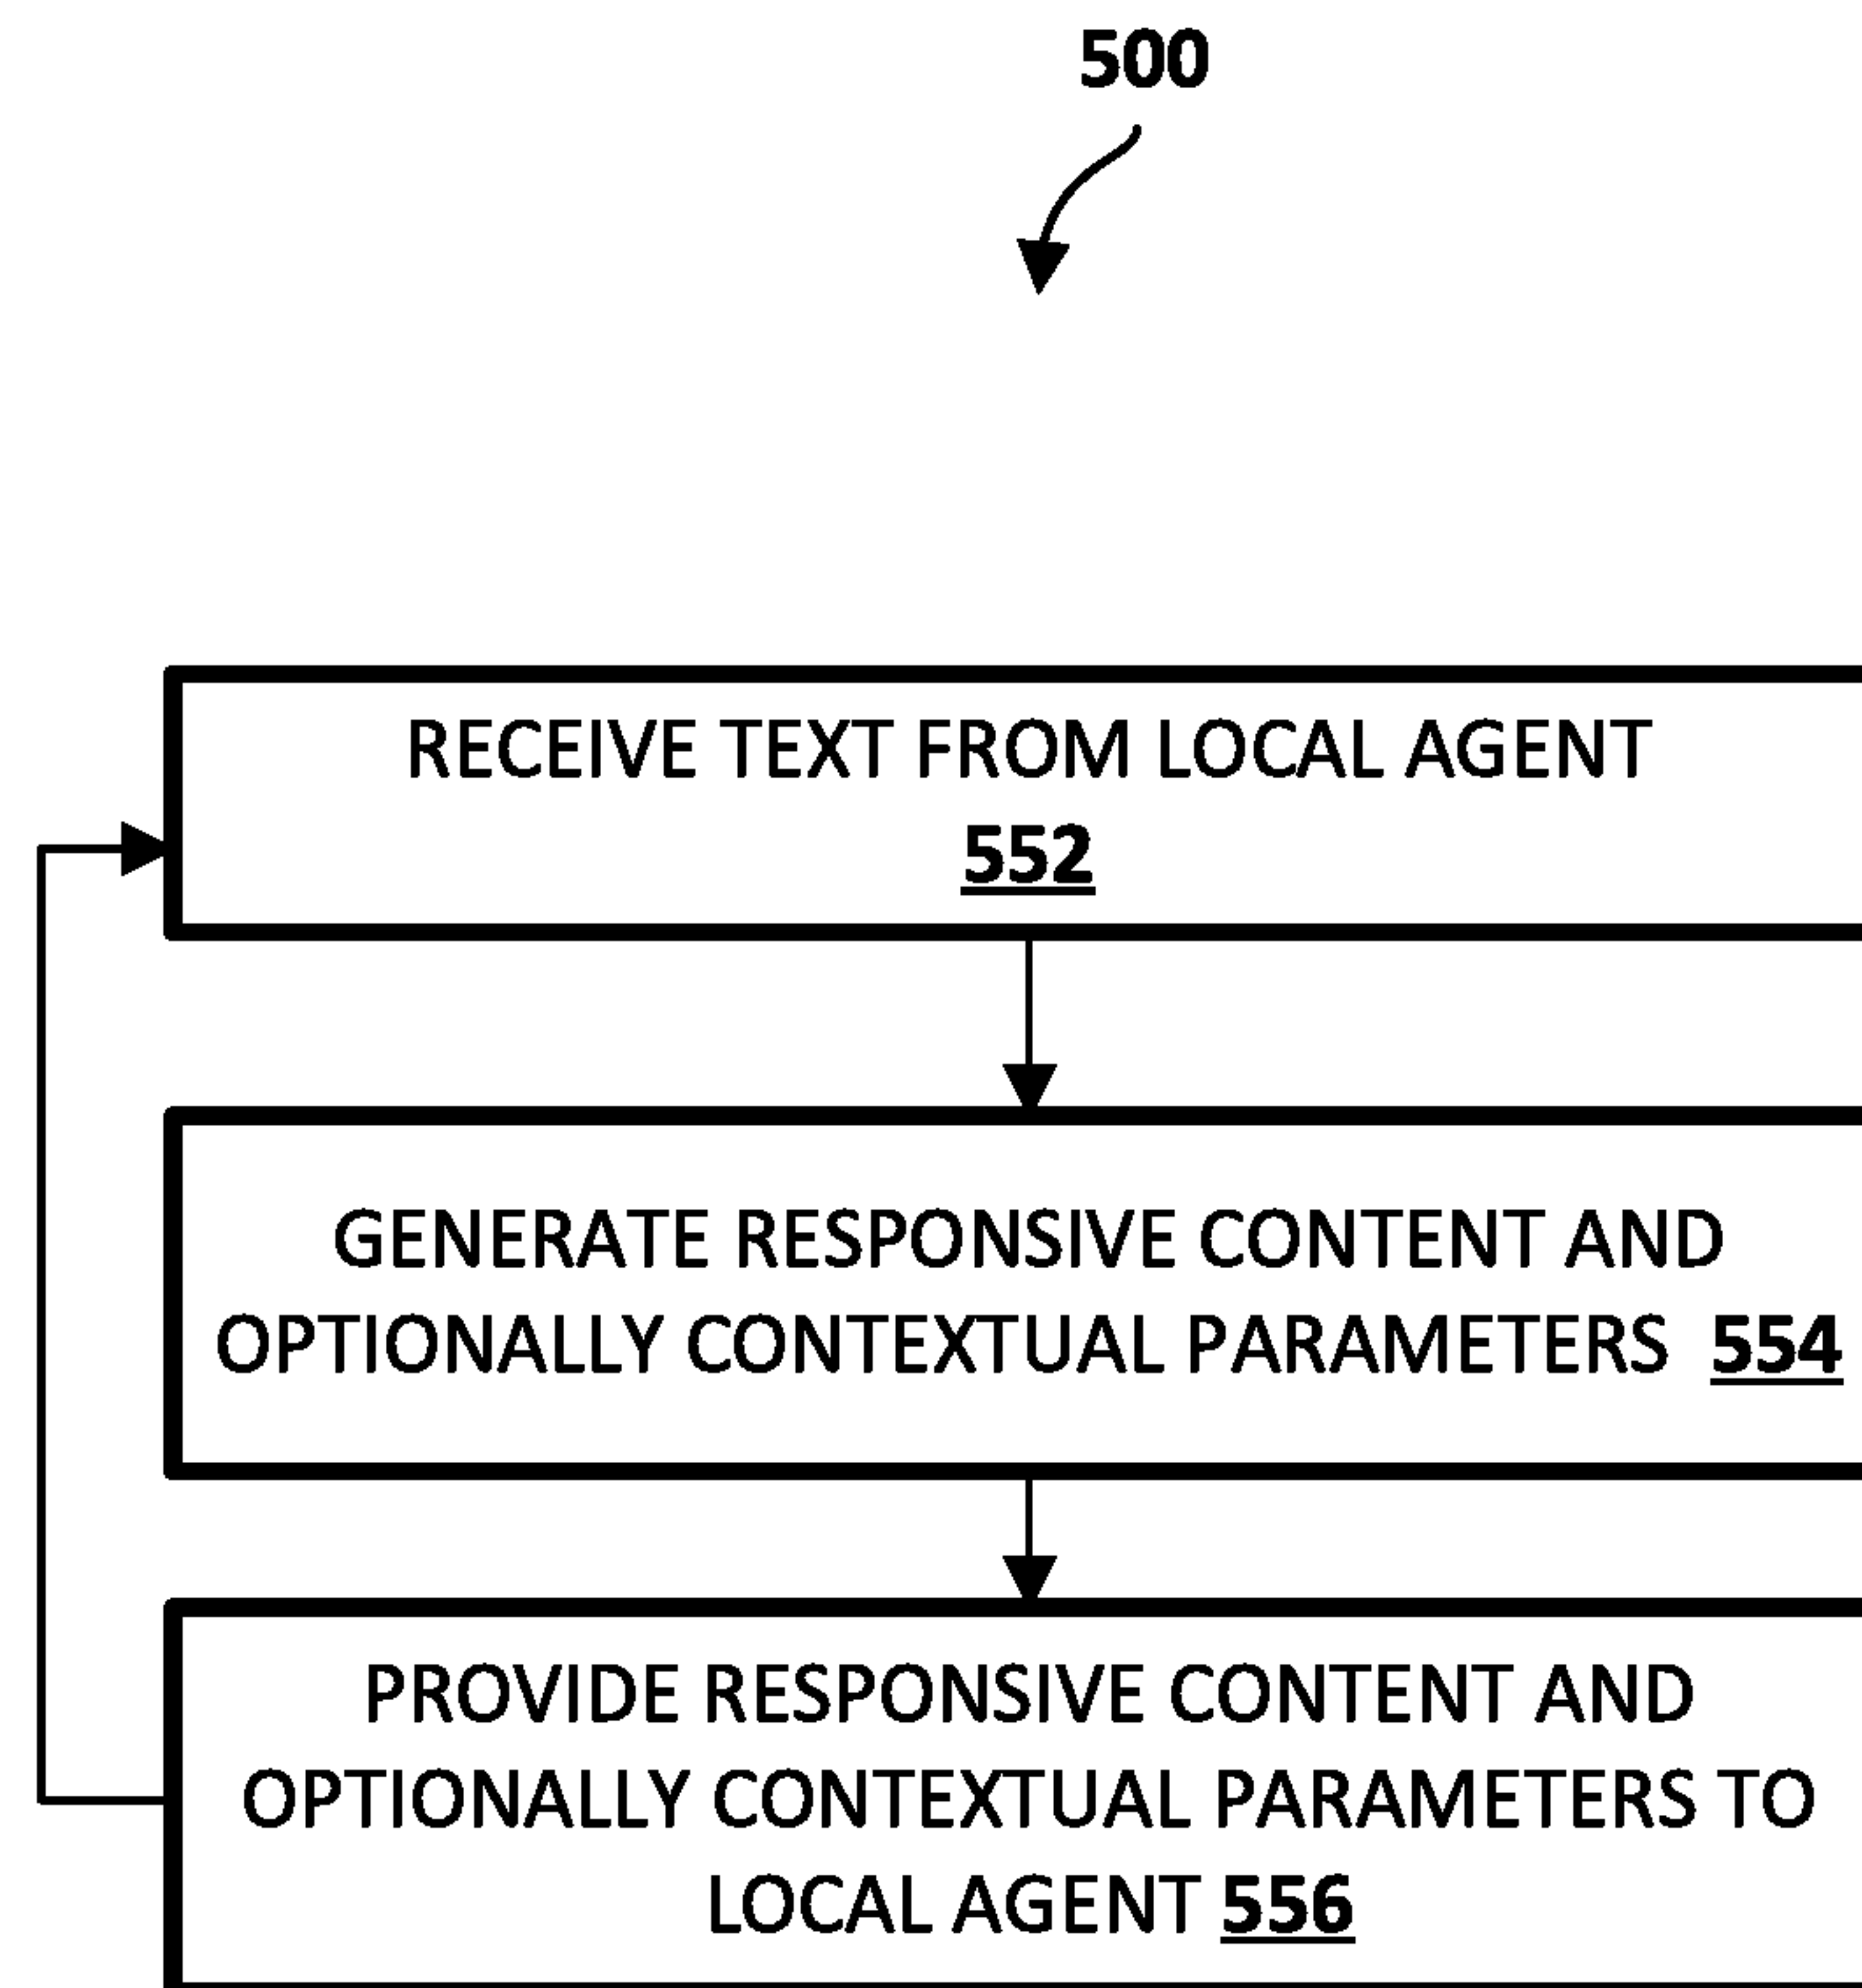 500
RECEIVE TEXT FROM LOCAL AGENT
552
GENERATE RESPONSIVE CONTENT AND
OPTIONALLY CONTEXTUAL PARAMETERS 554
PROVIDE RESPONSIVE CONTENT AND
OPTIONALLY CONTEXTUAL PARAMETERS TO
LOCAL AGENT 556